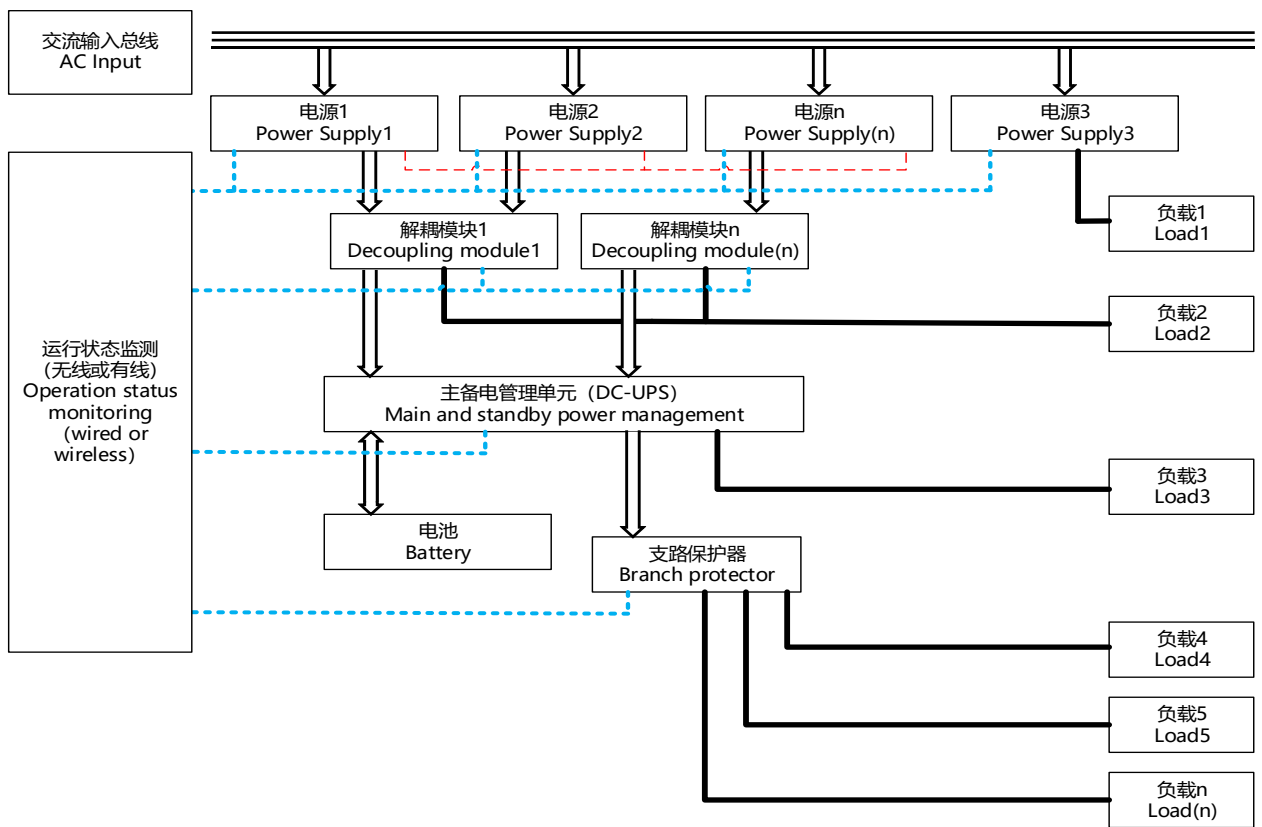 交流输入总线
AC Input
电源1
Power Supply1
电源2
Power Supply2
电源n
Power Supply(n)
电源3
Power Supply3
解耦模块1
Decoupling module1
解耦模块n
Decoupling module(n)
负载1
Load1
负载2
Load2
运行状态监测
(无线或有线)
Operation status
monitoring
（wired or
wireless）
主备电管理单元（DC-UPS）
Main and standby power management
负载3
Load3
电池
Battery
支路保护器
Branch protector
负载4
Load4
负载5
Load5
负载n
Load(n)